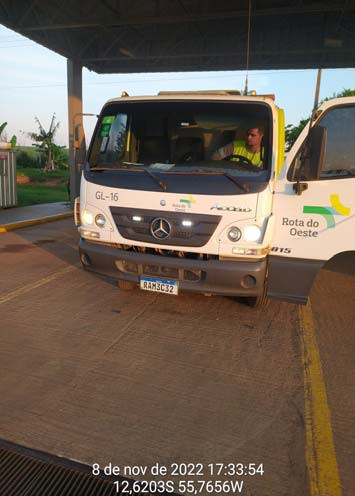 GL-16
Rota do
Oeste
Accelo
RAM3C32
Rota do
Oeste
815
8 de nov de 2022 17:33:54
12,6203S 55,7656W